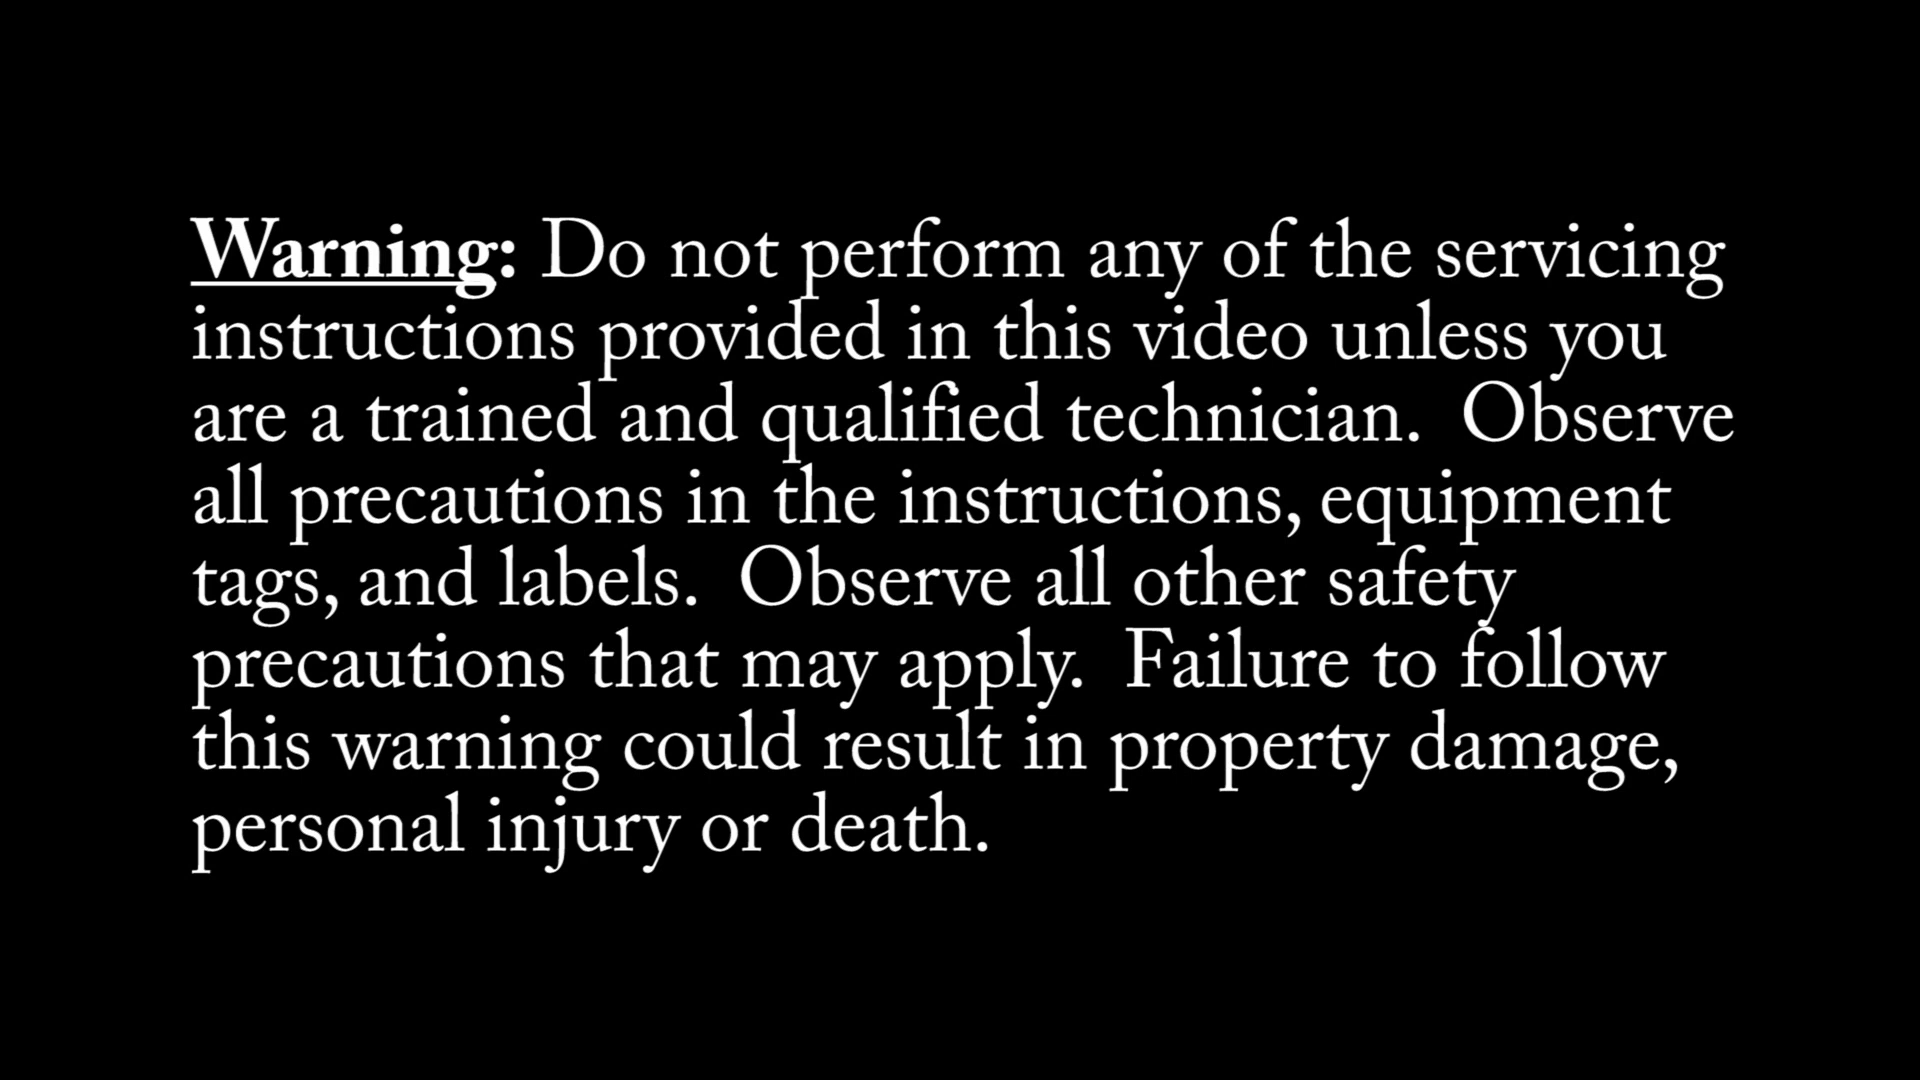 Warning: Do not perform any of the servicing
instructions provided in this video unless you
are a trained and qualified technician.  Observe
all precautions in the instructions, equipment
tags, and labels.  Observe all other safety
precautions that may apply.  Failure to follow
this warning could result in property damage,
personal injury or death.